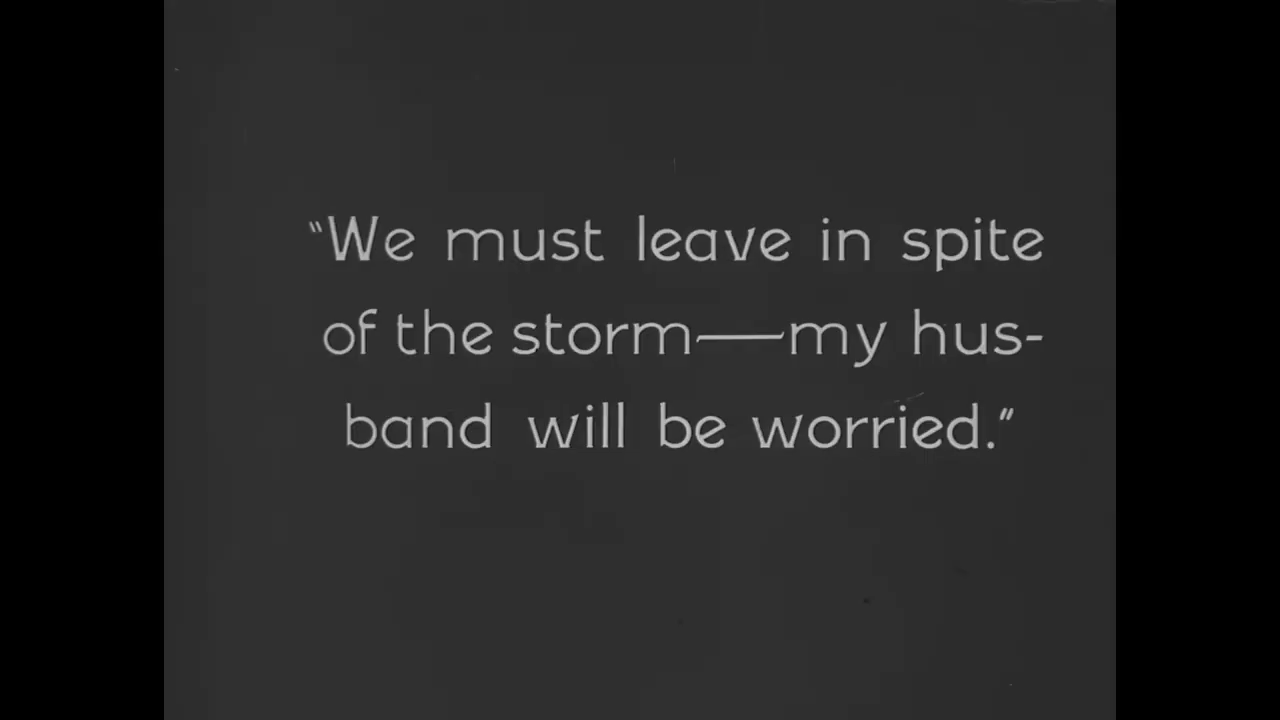 “We must leave in spite
of the storm—my hus-
band will be worried.”